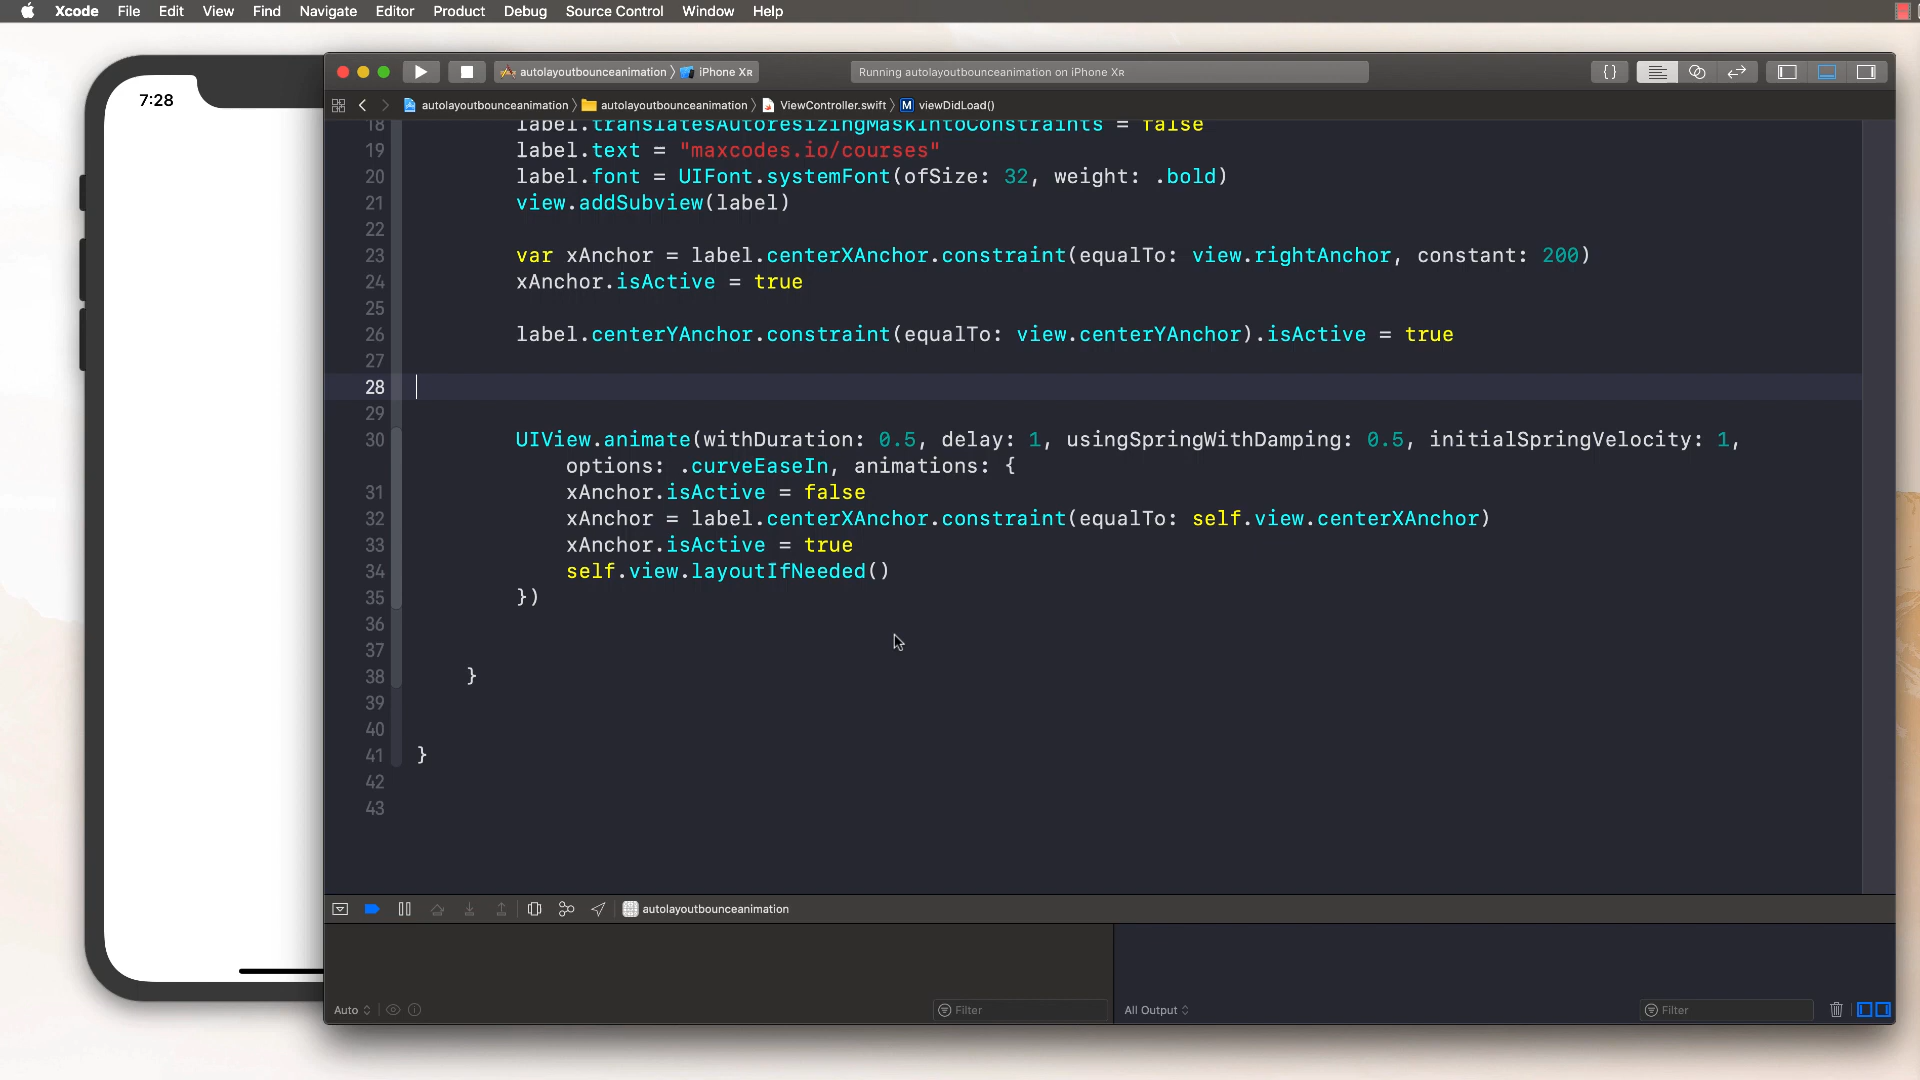 Xcode File Edit View Find Navigate Editor Product Debug Source Control Window Help
7:28
autolayoutbounceanimation iPhone XR
Running autolayoutbounceanimation on iPhone XR
autolayoutbounceanimation autolayoutbounceanimation ViewController.swift M viewDidLoad()
18 label.translatesAutoresizingMaskIntoConstraints = false
19 label.text = "maxcodes.io/courses"
20 label.font = UIFont.systemFont(ofSize: 32, weight: .bold)
21 view.addSubview(label)
22
23 var xAnchor = label.centerXAnchor.constraint(equalTo: view.rightAnchor, constant: 200)
24 xAnchor.isActive = true
25
26 label.centerYAnchor.constraint(equalTo: view.centerYAnchor).isActive = true
27
28
29
30 UIView.animate(withDuration: 0.5, delay: 1, usingSpringWithDamping: 0.5, initialSpringVelocity: 1,
options: .curveEaseIn, animations: {
31 xAnchor.isActive = false
32 xAnchor = label.centerXAnchor.constraint(equalTo: self.view.centerXAnchor)
33 xAnchor.isActive = true
34 self.view.layoutIfNeeded()
35 })
36
37
38 }
39
40
41 }
42
43
autolayoutbounceanimation
Auto Filter All Output Filter